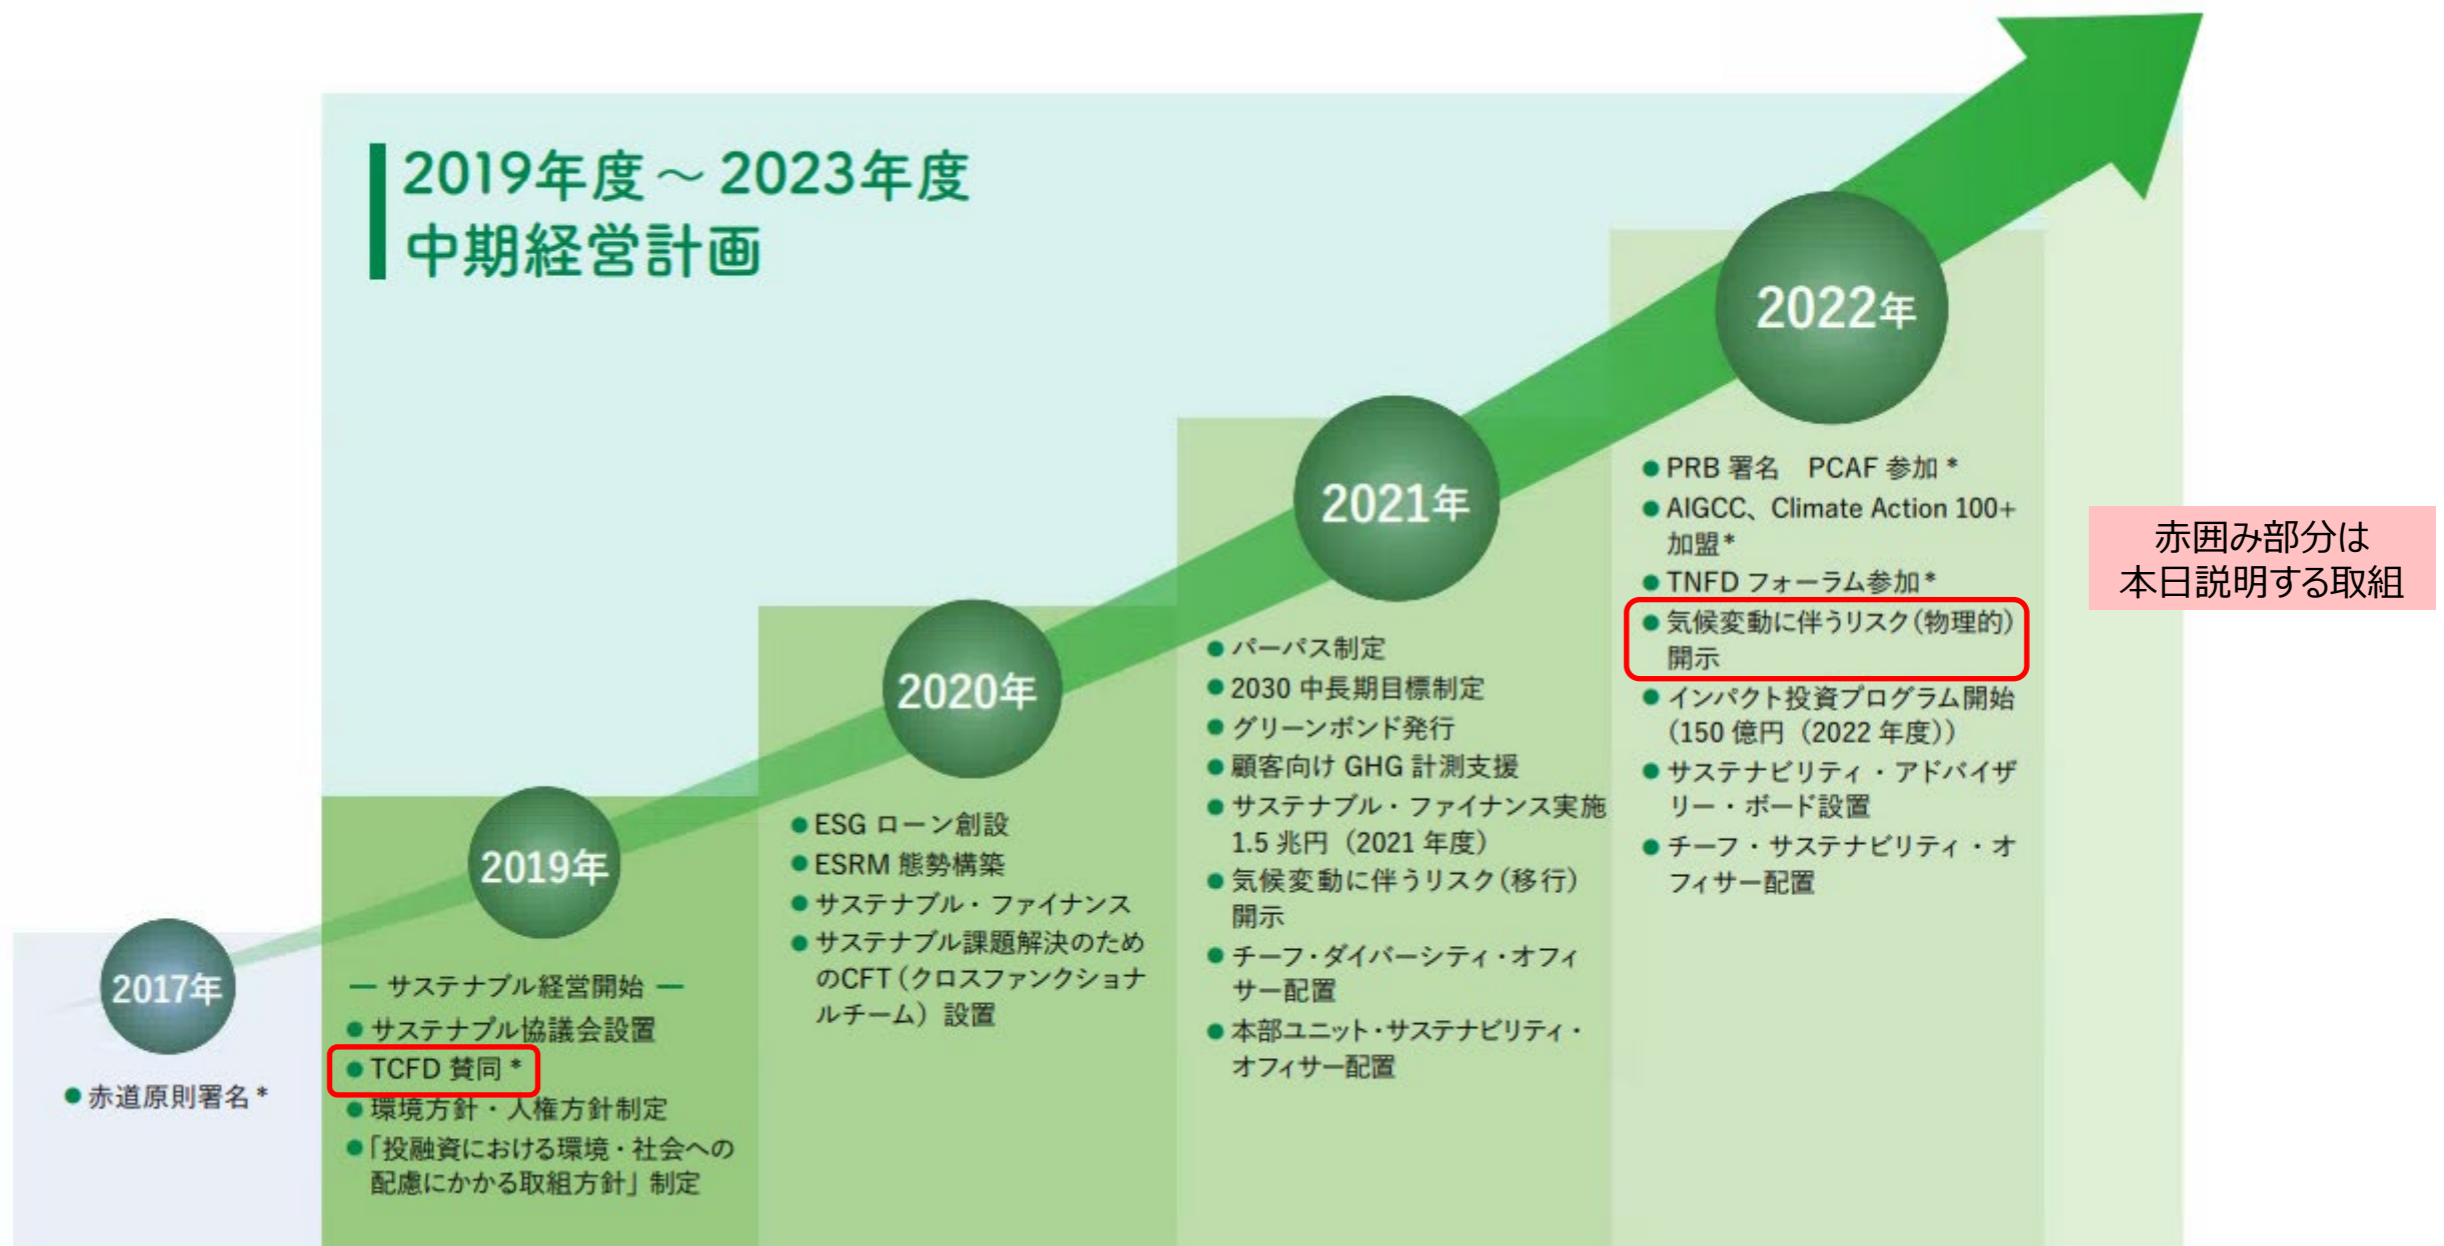 2019年度～2023年度
中期経営計画
2017年
●赤道原則署名*
2019年
― サステナブル経営開始 ―
●サステナブル協議会設置
●TCFD 賛同*
●環境方針・人権方針制定
●「投融資における環境・社会への
配慮にかかる取組方針」制定
2020年
●ESG ローン創設
●ESRM 態勢構築
●サステナブル・ファイナンス
●サステナブル課題解決のため
のCFT（クロスファンクショナ
ルチーム）設置
2021年
●パーパス制定
●2030 中長期目標制定
●グリーンボンド発行
●顧客向け GHG 計測支援
●サステナブル・ファイナンス実施
1.5 兆円（2021 年度）
●気候変動に伴うリスク（移行）
開示
●チーフ・ダイバーシティ・オフィ
サー配置
●本部ユニット・サステナビリティ・
オフィサー配置
2022年
●PRB 署名　PCAF 参加*
●AIGCC、Climate Action 100+
加盟*
●TNFD フォーラム参加*
●気候変動に伴うリスク（物理的）
開示
●インパクト投資プログラム開始
（150 億円（2022 年度））
●サステナビリティ・アドバイザ
リー・ボード設置
●チーフ・サステナビリティ・オ
フィサー配置
赤囲み部分は
本日説明する取組